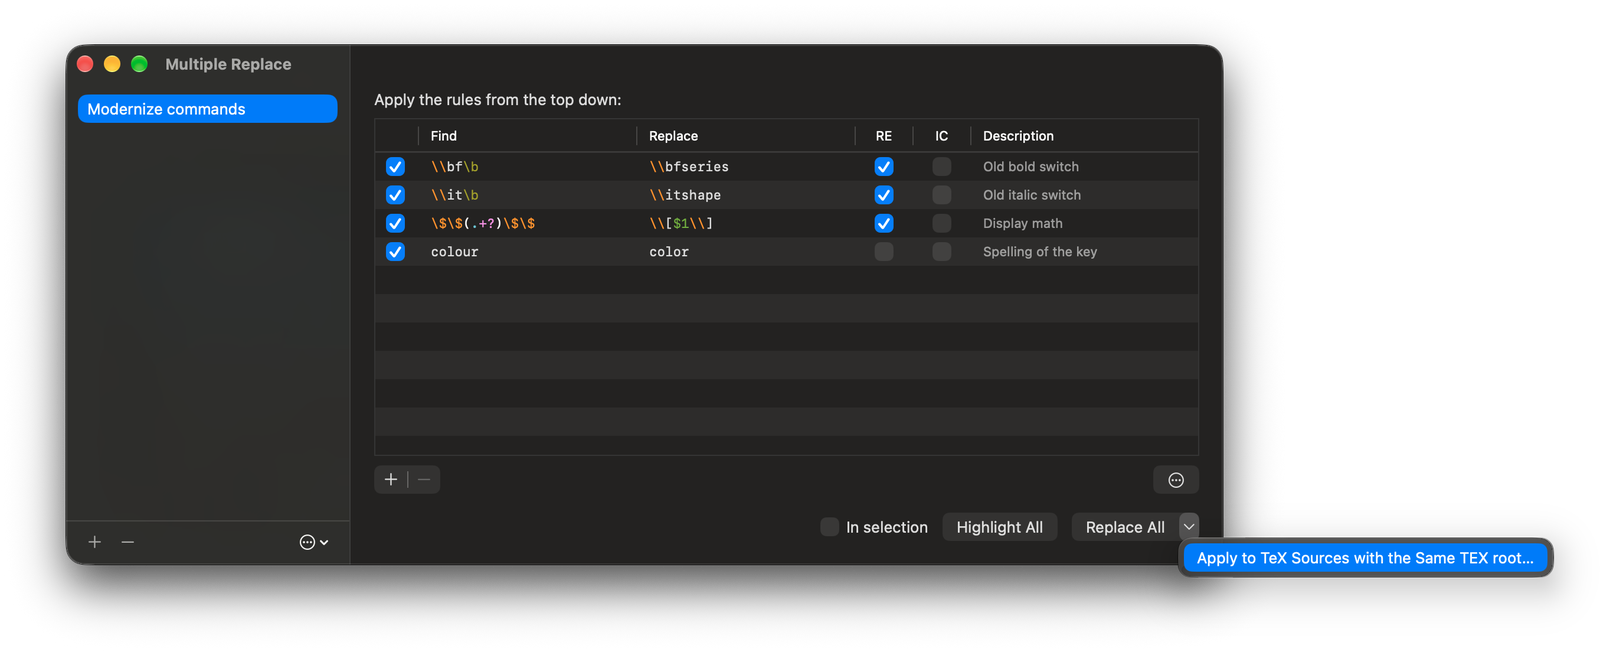 Multiple Replace
Modernize commands
Apply the rules from the top down:
Find Replace RE IC Description
\\bf\b \\bfseries Old bold switch
\\it\b \\itshape Old italic switch
\$\$(.+?)\$\$ \\[$1\\] Display math
colour color Spelling of the key
In selection Highlight All Replace All
Apply to TeX Sources with the Same TEX root...